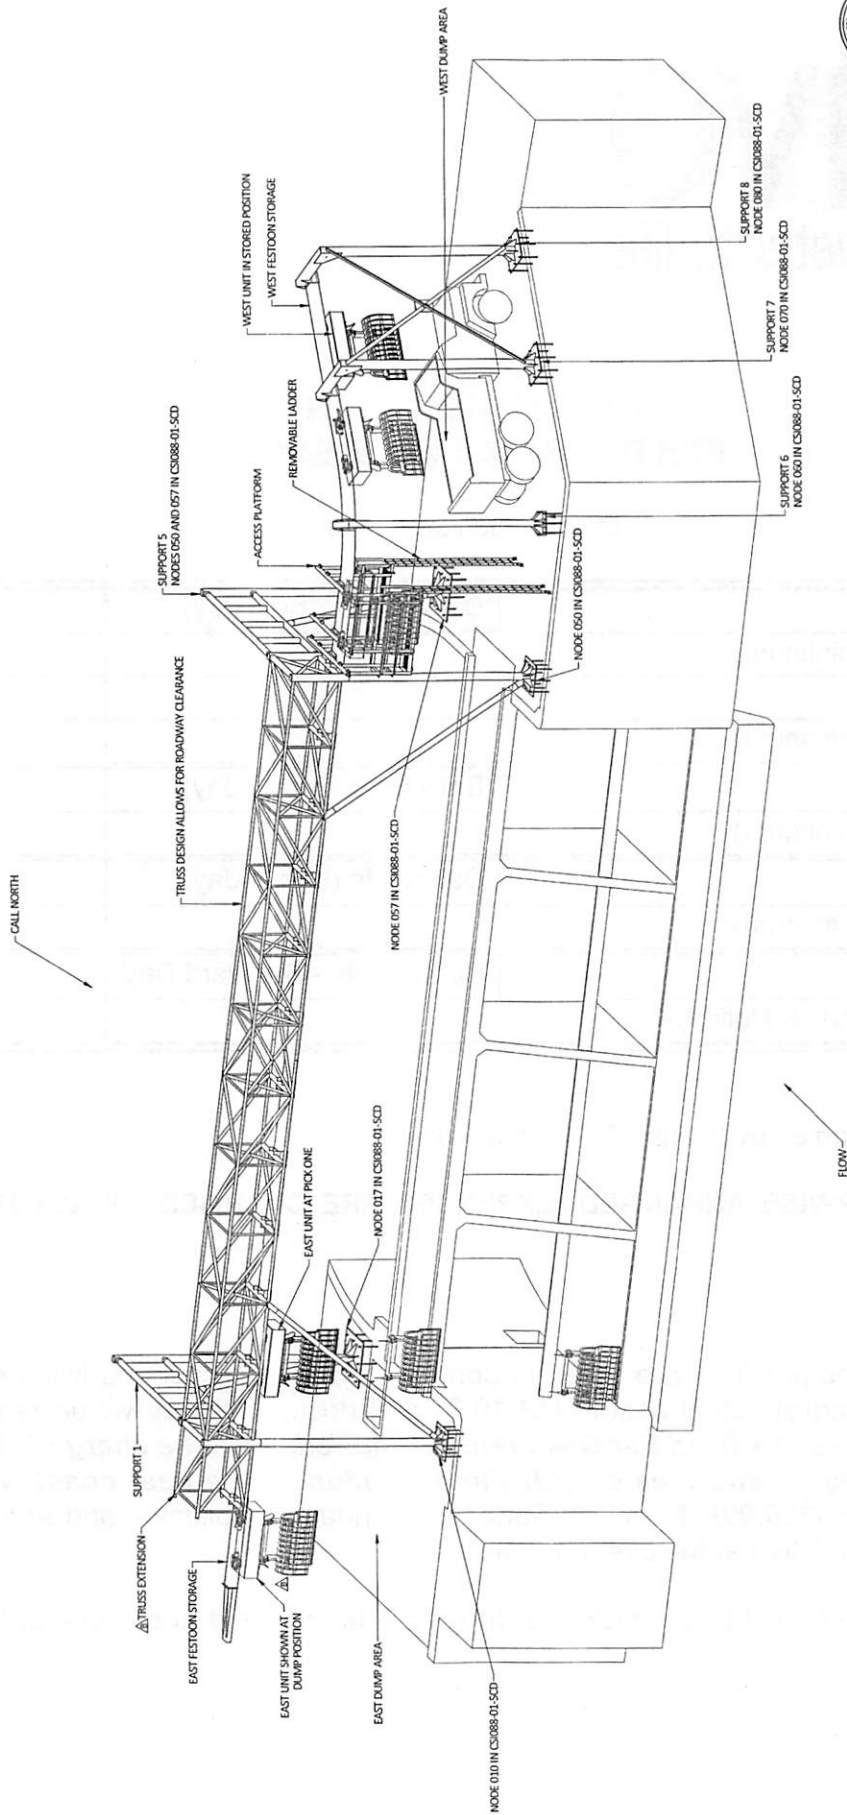 CALL NORTH
TRUSS EXTENSION
SUPPORT 1
TRUSS DESIGN ALLOWS FOR ROADWAY CLEARANCE
SUPPORT 5
NODES 050 AND 057 IN CSI088-01-SCD
WEST UNIT IN STORED POSITION
WEST FESTOON STORAGE
EAST FESTOON STORAGE
ACCESS PLATFORM
REMOVABLE LADDER
EAST UNIT SHOWN AT
DUMP POSITION
EAST UNIT AT PICK ONE
WEST DUMP AREA
EAST DUMP AREA
NODE 017 IN CSI088-01-SCD
NODE 057 IN CSI088-01-SCD
NODE 010 IN CSI088-01-SCD
NODE 050 IN CSI088-01-SCD
SUPPORT 8
NODE 080 IN CSI088-01-SCD
SUPPORT 7
NODE 070 IN CSI088-01-SCD
SUPPORT 6
NODE 060 IN CSI088-01-SCD
FLOW